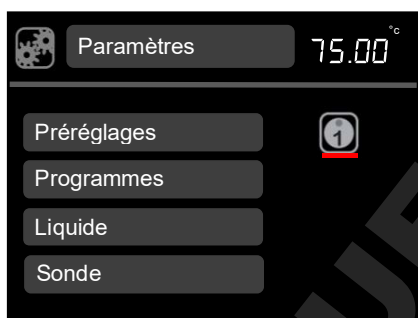 Paramètres 75.00 °c
Préréglages 1
Programmes
Liquide
Sonde